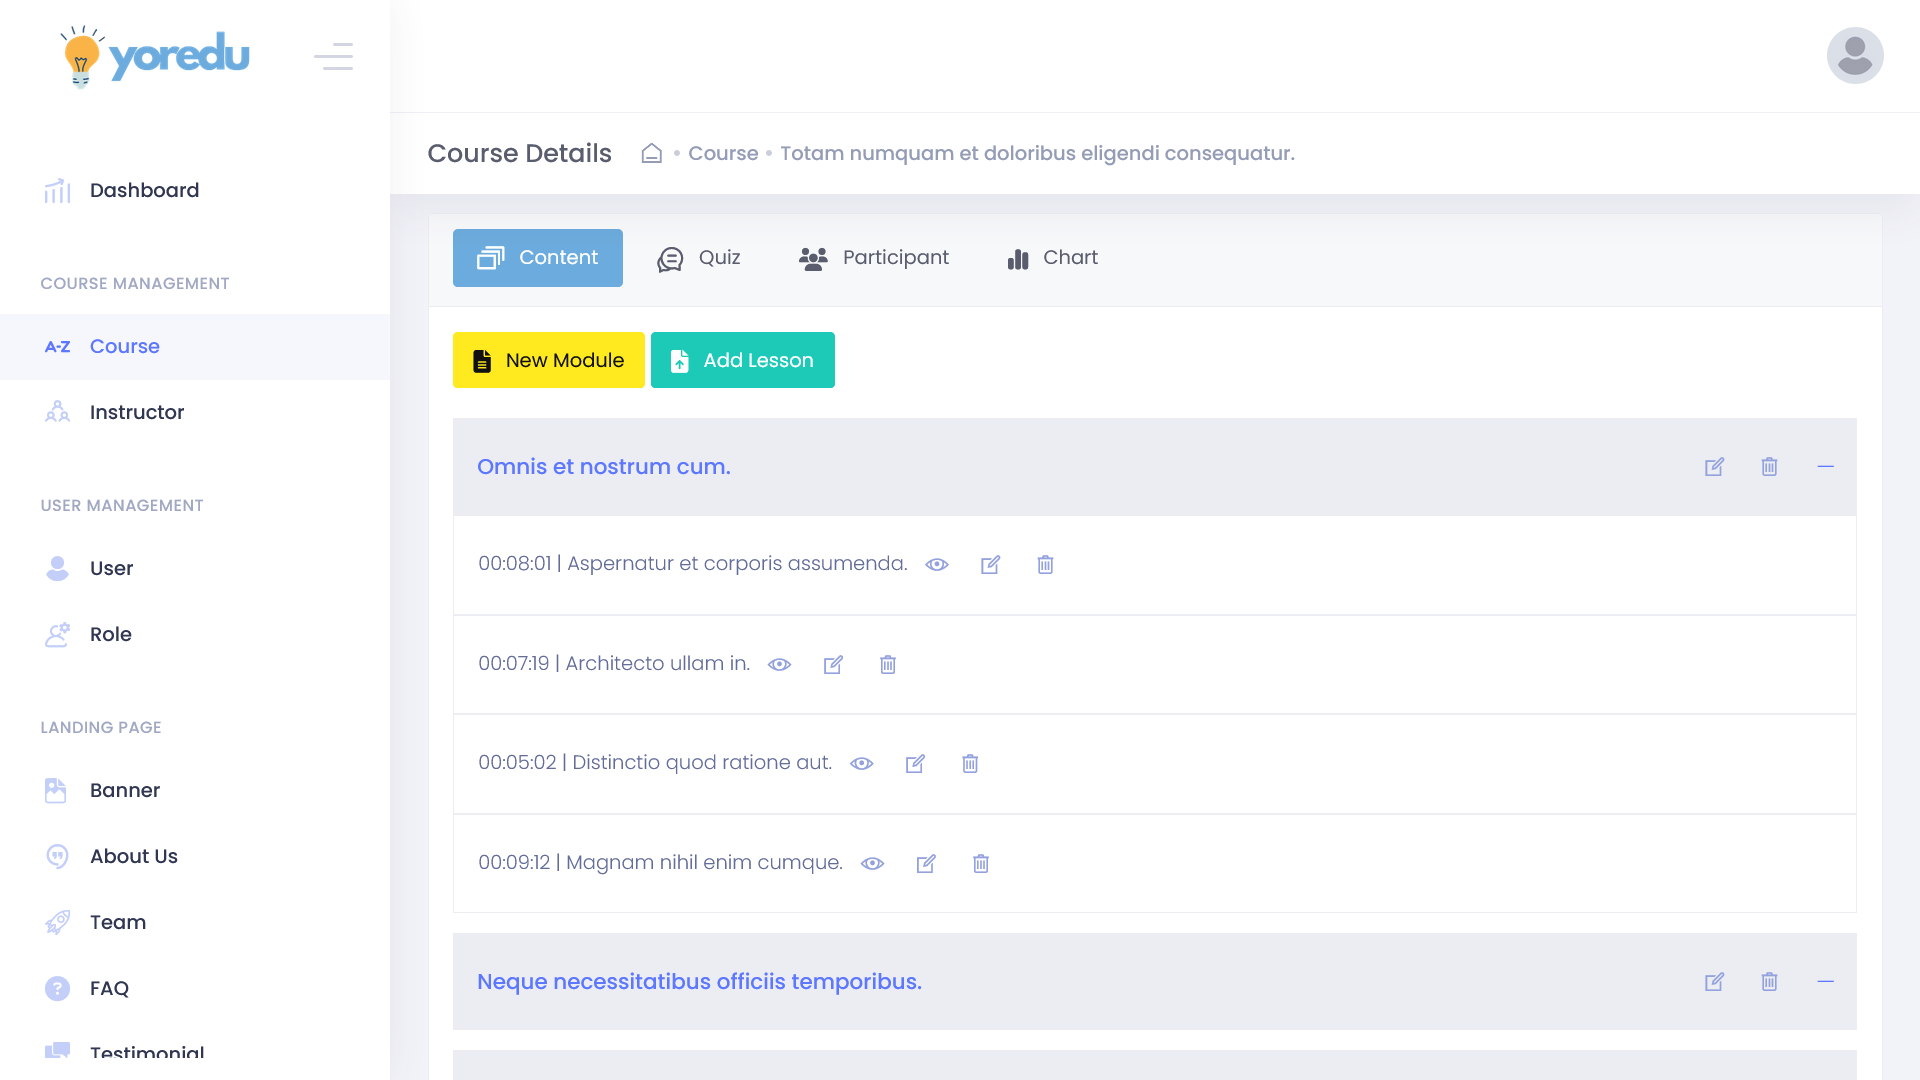 yoredu
Dashboard
COURSE MANAGEMENT
A-Z Course
Instructor
USER MANAGEMENT
User
Role
LANDING PAGE
Banner
About Us
Team
? FAQ
Testimonial
Course Details • Course • Totam numquam et doloribus eligendi consequatur.
Content Quiz Participant Chart
New Module Add Lesson
Omnis et nostrum cum.
00:08:01 | Aspernatur et corporis assumenda.
00:07:19 | Architecto ullam in.
00:05:02 | Distinctio quod ratione aut.
00:09:12 | Magnam nihil enim cumque.
Neque necessitatibus officiis temporibus.